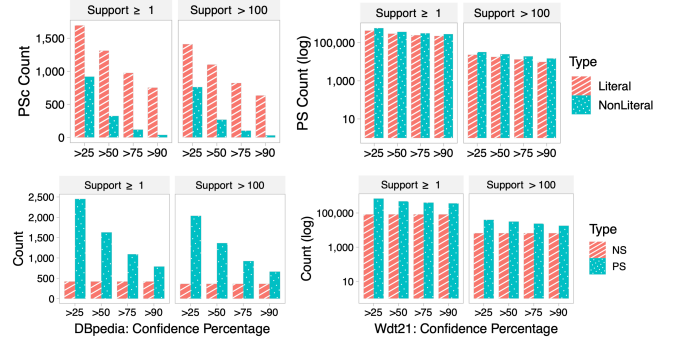 Support ≥ 1 Support > 100
PSc Count
1,500
1,000
500
0
>25 >50 >75 >90 >25 >50 >75 >90
Support ≥ 1 Support > 100
PS Count (log)
100,000
1,000
10
>25 >50 >75 >90 >25 >50 >75 >90
Type
Literal
NonLiteral
Support ≥ 1 Support > 100
Count
2,500
2,000
1,500
1,000
500
0
>25 >50 >75 >90 >25 >50 >75 >90
DBpedia: Confidence Percentage
Support ≥ 1 Support > 100
Count (log)
100,000
1,000
10
>25 >50 >75 >90 >25 >50 >75 >90
Wdt21: Confidence Percentage
Type
NS
PS